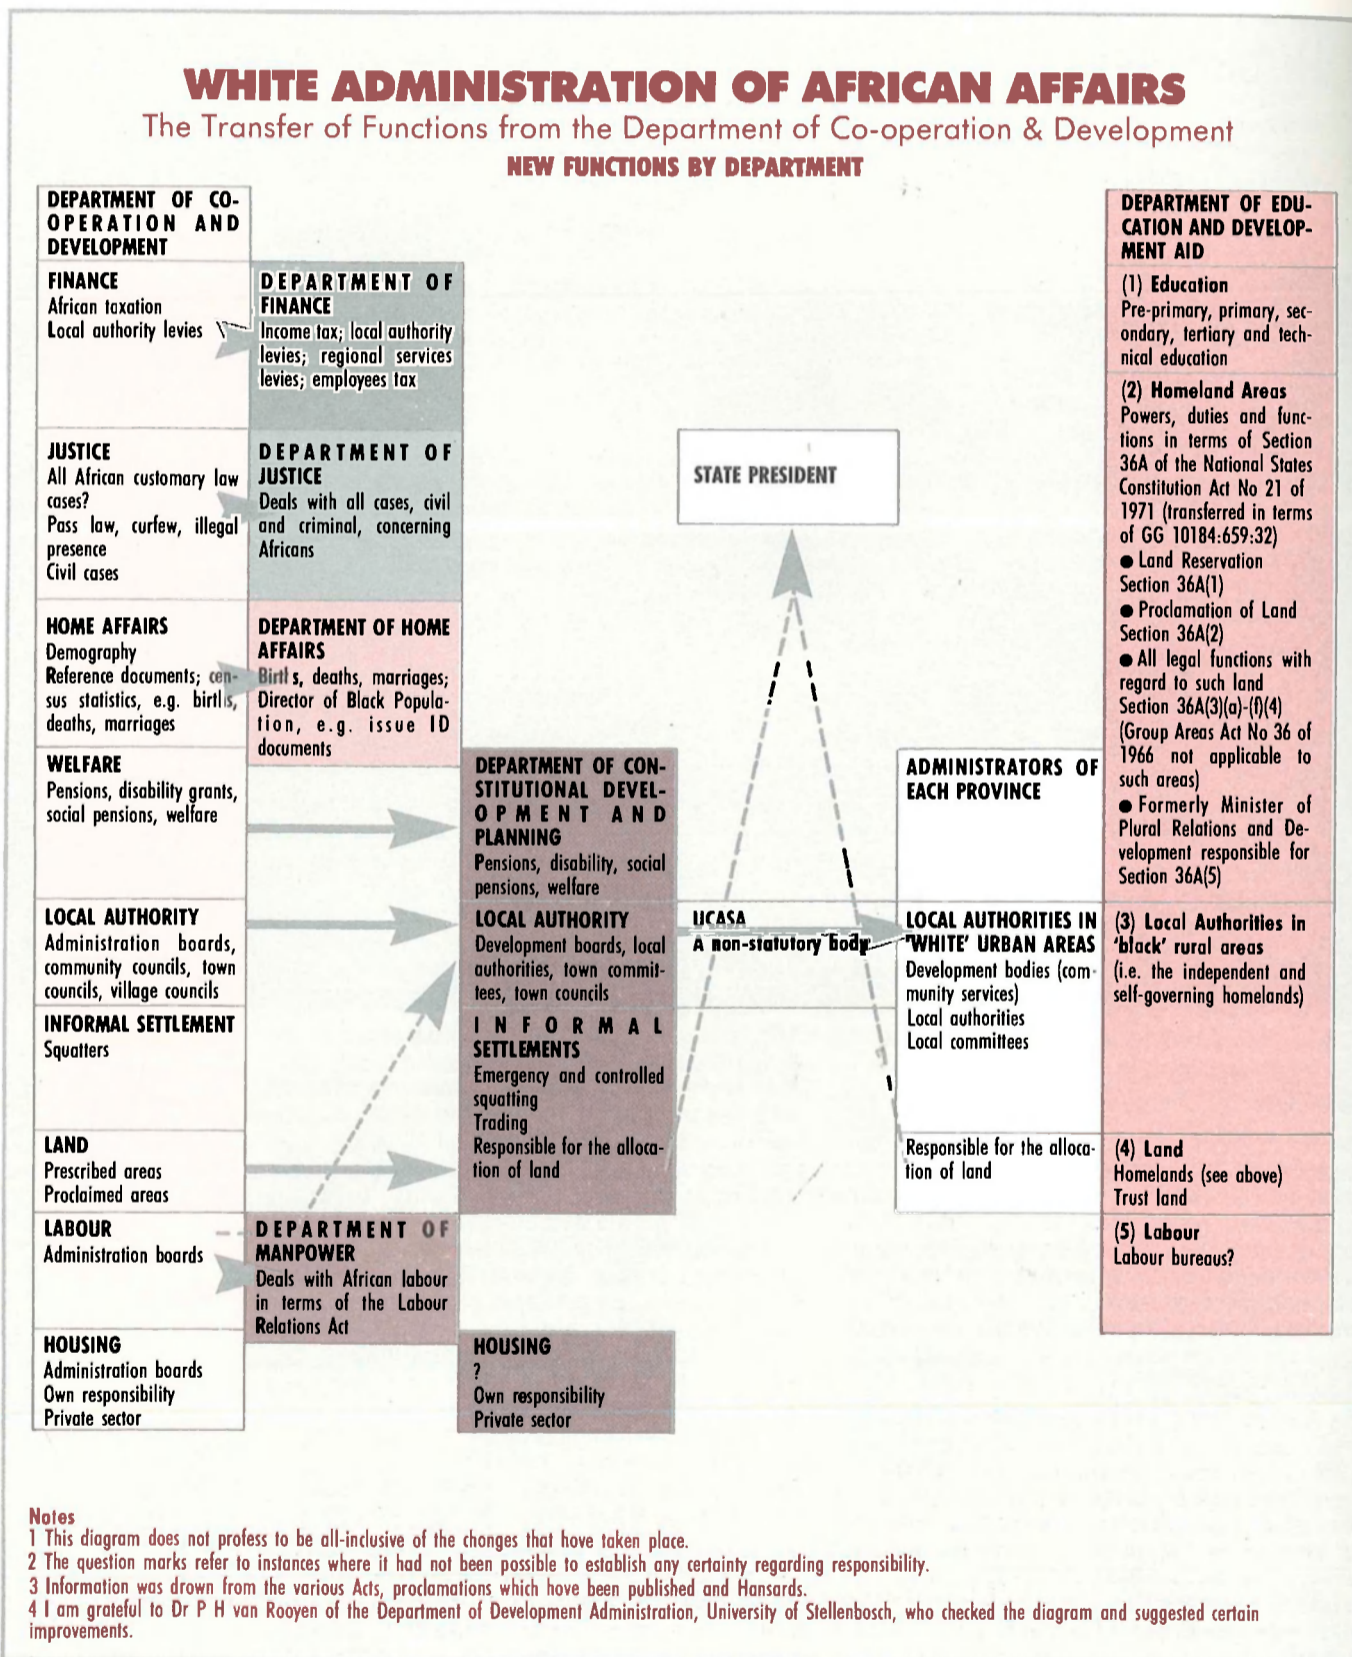 WHITE ADMINISTRATION OF AFRICAN AFFAIRS
The Transfer of Functions from the Department of Co-operation & Development
NEW FUNCTIONS BY DEPARTMENT
DEPARTMENT OF CO-
OPERATION AND
DEVELOPMENT
FINANCE
African taxation
Local authority levies
JUSTICE
All African customary law
cases?
Pass law, curfew, illegal
presence
Civil cases
HOME AFFAIRS
Demography
Reference documents; cen-
sus statistics, e.g. births,
deaths, marriages
WELFARE
Pensions, disability grants,
social pensions, welfare
LOCAL AUTHORITY
Administration boards,
community councils, town
councils, village councils
INFORMAL SETTLEMENT
Squatters
LAND
Prescribed areas
Proclaimed areas
LABOUR
Administration boards
HOUSING
Administration boards
Own responsibility
Private sector
DEPARTMENT OF
FINANCE
Income tax; local authority
levies; regional services
levies; employees tax
DEPARTMENT OF
JUSTICE
Deals with all cases, civil
and criminal, concerning
Africans
DEPARTMENT OF HOME
AFFAIRS
Births, deaths, marriages;
Director of Black Popula-
tion, e.g. issue ID
documents
DEPARTMENT OF
MANPOWER
Deals with African labour
in terms of the Labour
Relations Act
DEPARTMENT OF CON-
STITUTIONAL DEVEL-
OPMENT AND
PLANNING
Pensions, disability, social
pensions, welfare
LOCAL AUTHORITY
Development boards, local
authorities, town commit-
tees, town councils
INFORMAL
SETTLEMENTS
Emergency and controlled
squatting
Trading
Responsible for the alloca-
tion of land
HOUSING
?
Own responsibility
Private sector
STATE PRESIDENT
UCASA
A non-statutory body
ADMINISTRATORS OF
EACH PROVINCE
LOCAL AUTHORITIES IN
'WHITE' URBAN AREAS
Development bodies (com-
munity services)
Local authorities
Local committees
Responsible for the alloca-
tion of land
DEPARTMENT OF EDU-
CATION AND DEVELOP-
MENT AID
(1) Education
Pre-primary, primary, sec-
ondary, tertiary and tech-
nical education
(2) Homeland Areas
Powers, duties and func-
tions in terms of Section
36A of the National States
Constitution Act No 21 of
1971 (transferred in terms
of GG 10184:659:32)
● Land Reservation
Section 36A(1)
● Proclamation of Land
Section 36A(2)
● All legal functions with
regard to such land
Section 36A(3)(a)-(f)(4)
(Group Areas Act No 36 of
1966 not applicable to
such areas)
● Formerly Minister of
Plural Relations and De-
velopment responsible for
Section 36A(5)
(3) Local Authorities in
'black' rural areas
(i.e. the independent and
self-governing homelands)
(4) Land
Homelands (see above)
Trust land
(5) Labour
Labour bureaus?
Notes
1 This diagram does not profess to be all-inclusive of the changes that hove taken place.
2 The question marks refer to instances where it had not been possible to establish any certainty regarding responsibility.
3 Information was drown from the various Acts, proclamations which hove been published and Hansards.
4 I am grateful to Dr P H van Rooyen of the Department of Development Administration, University of Stellenbosch, who checked the diagram and suggested certain
improvements.